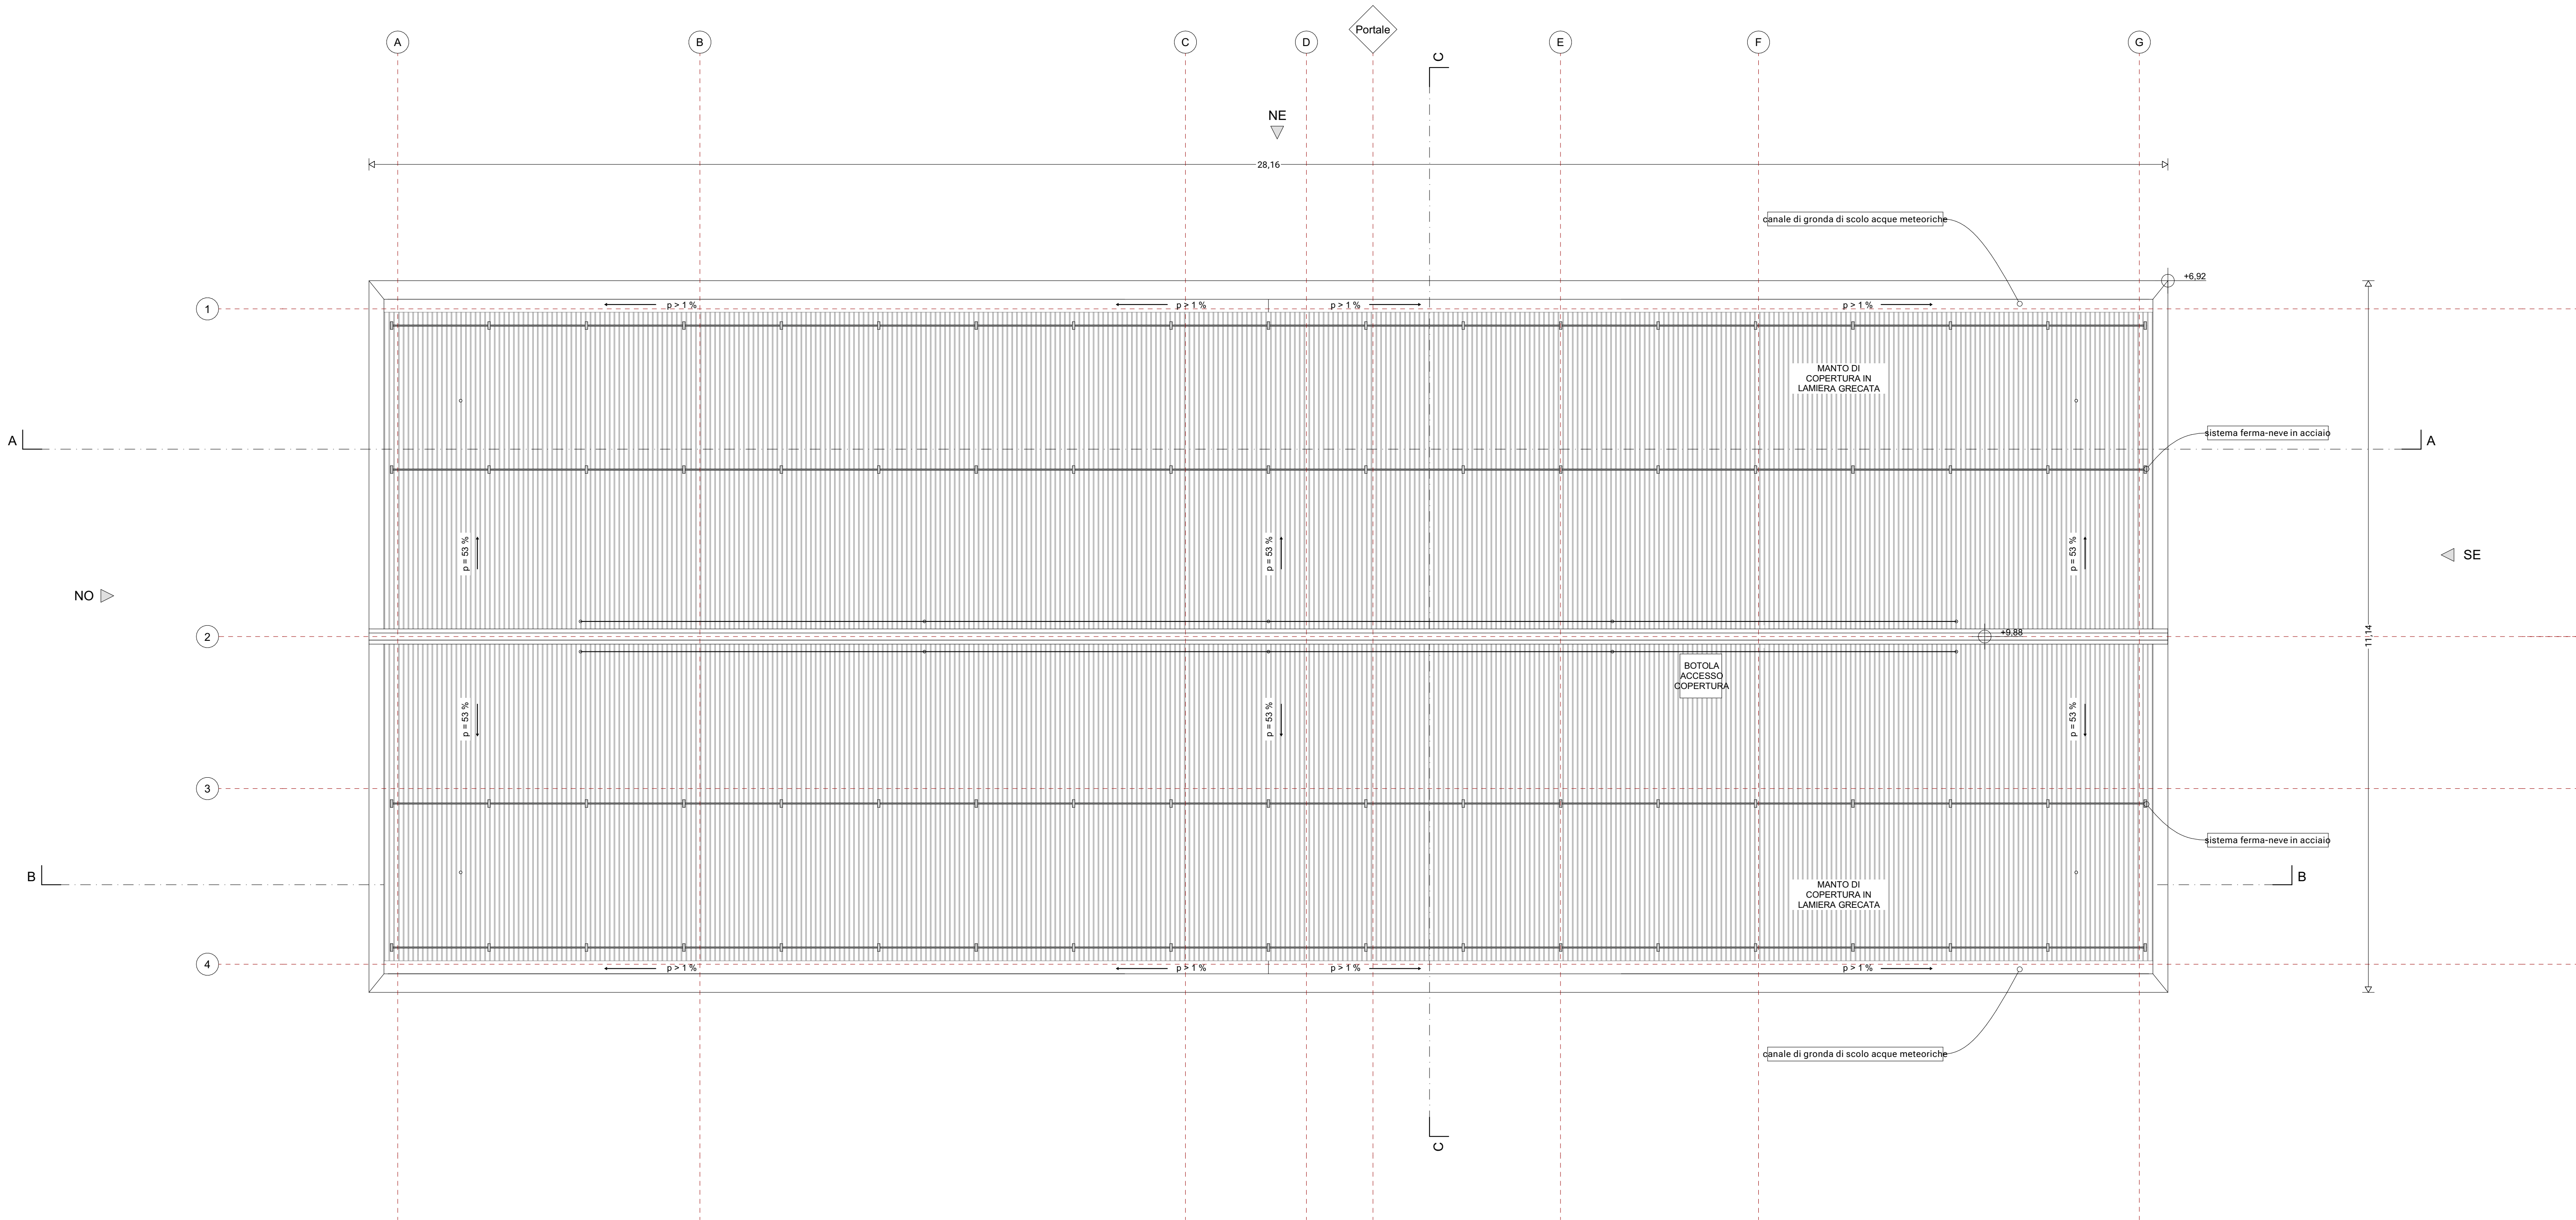 Portale
A
B
C
D
E
F
G
C
NE
28,16
canale di gronda di scolo acque meteoriche
+6,92
1
p > 1 %
p > 1 %
p > 1 %
p > 1 %
MANTO DI
COPERTURA IN
LAMIERA GRECATA
A
A
sistema ferma-neve in acciaio
p = 53 %
p = 53 %
p = 53 %
SE
NO
2
+9,88
11,14
BOTOLA
ACCESSO
COPERTURA
p = 53 %
p = 53 %
p = 53 %
3
sistema ferma-neve in acciaio
B
B
MANTO DI
COPERTURA IN
LAMIERA GRECATA
4
p > 1 %
p > 1 %
p > 1 %
p > 1 %
canale di gronda di scolo acque meteoriche
C